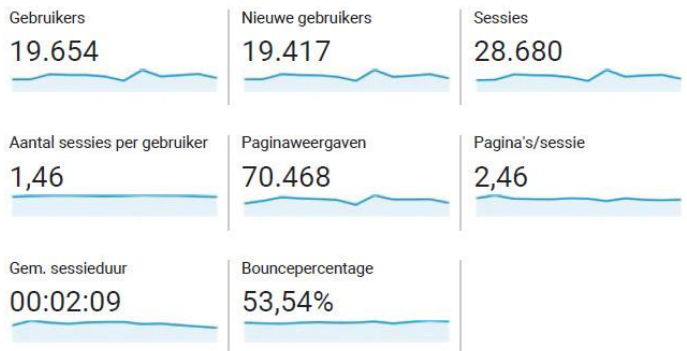 Gebruikers
19.654
Nieuwe gebruikers
19.417
Sessies
28.680
Aantal sessies per gebruiker
1,46
Paginaweergaven
70.468
Pagina's/sessie
2,46
Gem. sessieduur
00:02:09
Bouncepercentage
53,54%